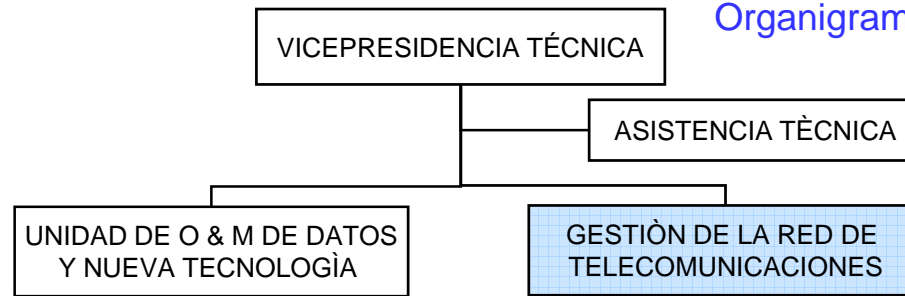 Organigram
VICEPRESIDENCIA TÉCNICA
ASISTENCIA TÈCNICA
UNIDAD DE O & M DE DATOS
Y NUEVA TECNOLOGÌA
GESTIÒN DE LA RED DE
TELECOMUNICACIONES